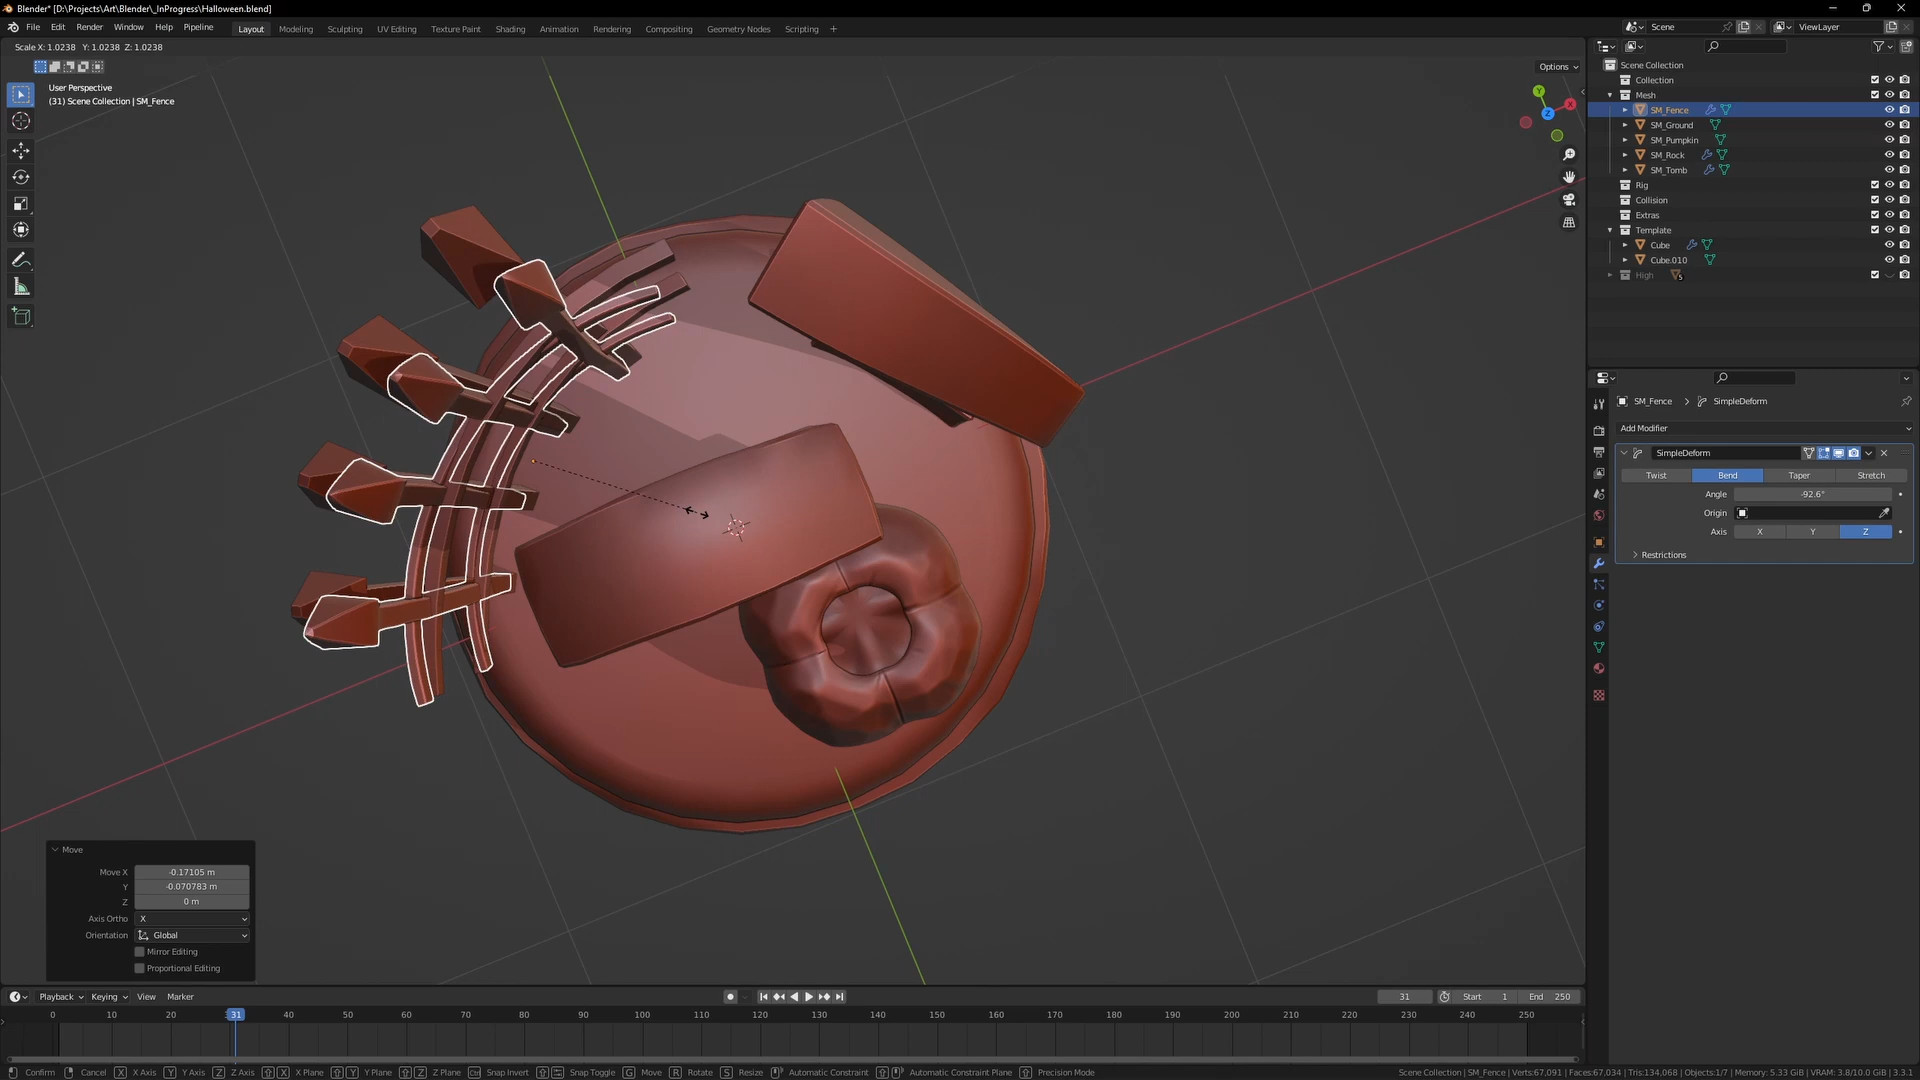 Blender* [D:\Projects\Art\Blender\_InProgress\Halloween.blend]
File Edit Render Window Help Pipeline
Layout Modeling Sculpting UV Editing Texture Paint Shading Animation Rendering Compositing Geometry Nodes Scripting +
Scene
ViewLayer
Scale X: 1.0238 Y: 1.0238 Z: 1.0238
Options
User Perspective
(31) Scene Collection | SM_Fence
Y
X
Z
Scene Collection
Collection
Mesh
SM_Fence
SM_Ground
SM_Pumpkin
SM_Rock
SM_Tomb
Rig
Collision
Extras
Template
Cube
Cube.010
High 5
SM_Fence > SimpleDeform
Add Modifier
SimpleDeform
Twist Bend Taper Stretch
Angle -92.6°
Origin
Axis X Y Z
Restrictions
Move
Move X -0.17105 m
Y -0.070783 m
Z 0 m
Axis Ortho X
Orientation Global
Mirror Editing
Proportional Editing
Playback Keying View Marker
31 Start 1 End 250
0 10 20 31 40 50 60 70 80 90 100 110 120 130 140 150 160 170 180 190 200 210 220 230 240 250
Confirm Cancel X X Axis Y Y Axis Z Z Axis X X Plane Y Y Plane Z Z Plane Snap Invert Snap Toggle G Move R Rotate S Resize Automatic Constraint Automatic Constraint Plane Precision Mode
Scene Collection | SM_Fence | Verts:67,091 | Faces:67,034 | Tris:134,068 | Objects:1/7 | Memory: 5.33 GiB | VRAM: 3.8/10.0 GiB | 3.3.1